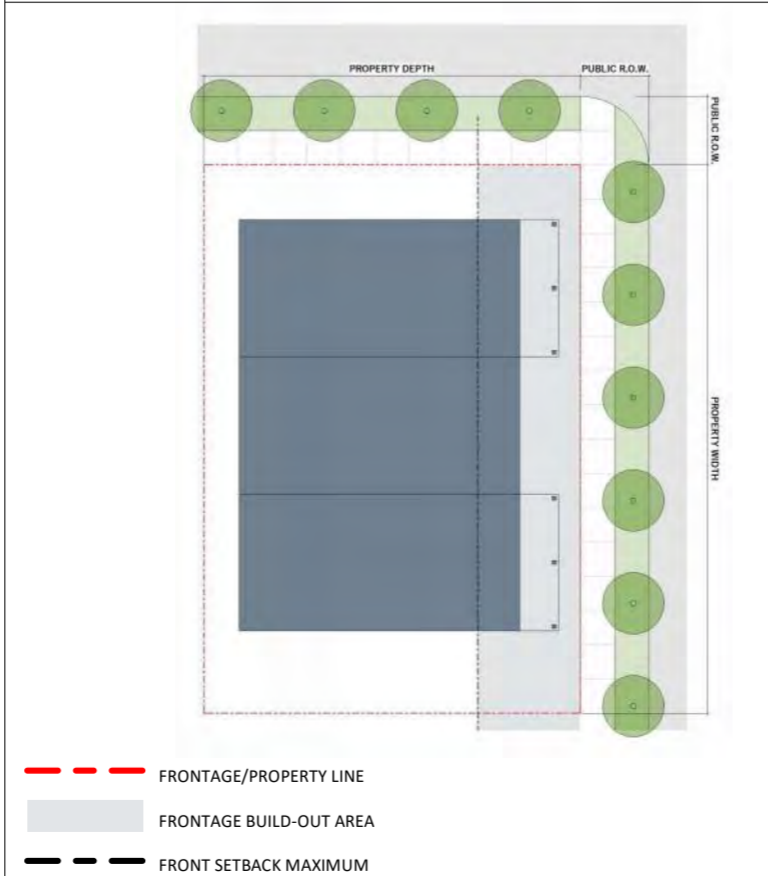 PROPERTY DEPTH
PUBLIC R.O.W.
PUBLIC R.O.W.
PROPERTY WIDTH
FRONTAGE/PROPERTY LINE
FRONTAGE BUILD-OUT AREA
FRONT SETBACK MAXIMUM